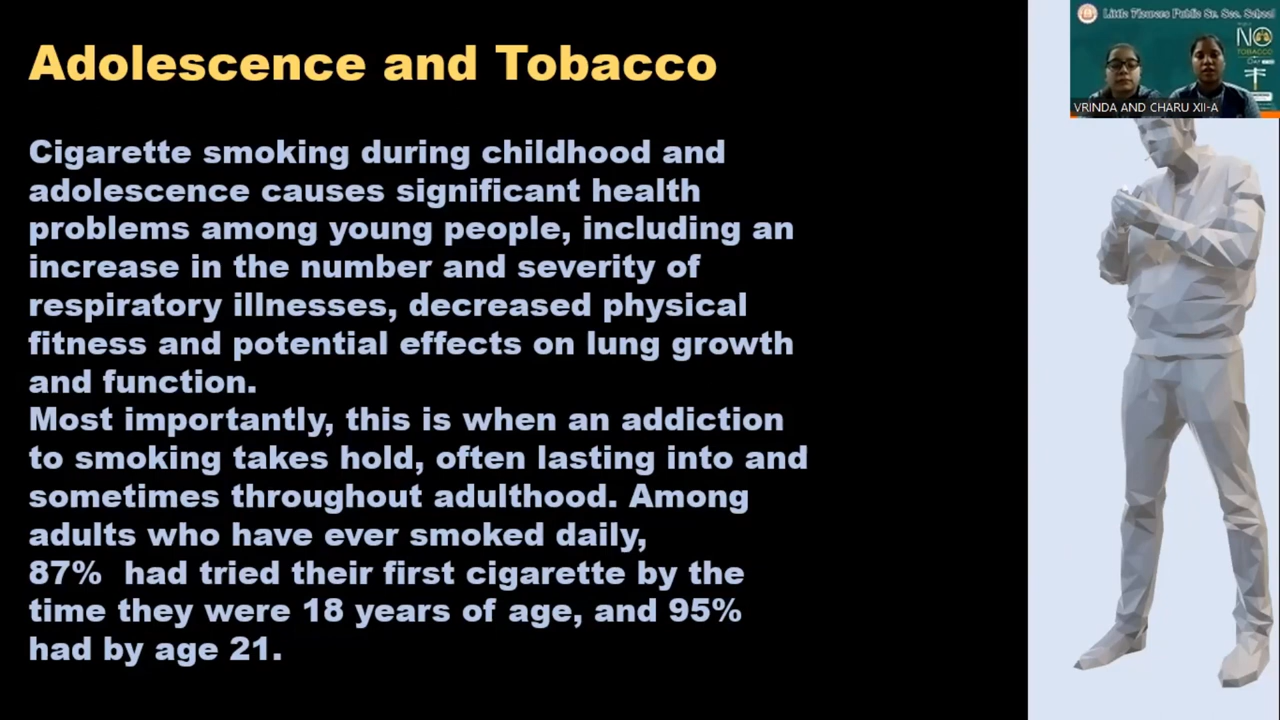 Adolescence and Tobacco
Cigarette smoking during childhood and
adolescence causes significant health
problems among young people, including an
increase in the number and severity of
respiratory illnesses, decreased physical
fitness and potential effects on lung growth
and function.
Most importantly, this is when an addiction
to smoking takes hold, often lasting into and
sometimes throughout adulthood. Among
adults who have ever smoked daily,
87%  had tried their first cigarette by the
time they were 18 years of age, and 95%
had by age 21.
Little Flowers Public Sr. Sec. School
NO
TOBACCO
DAY
VRINDA AND CHARU XII-A